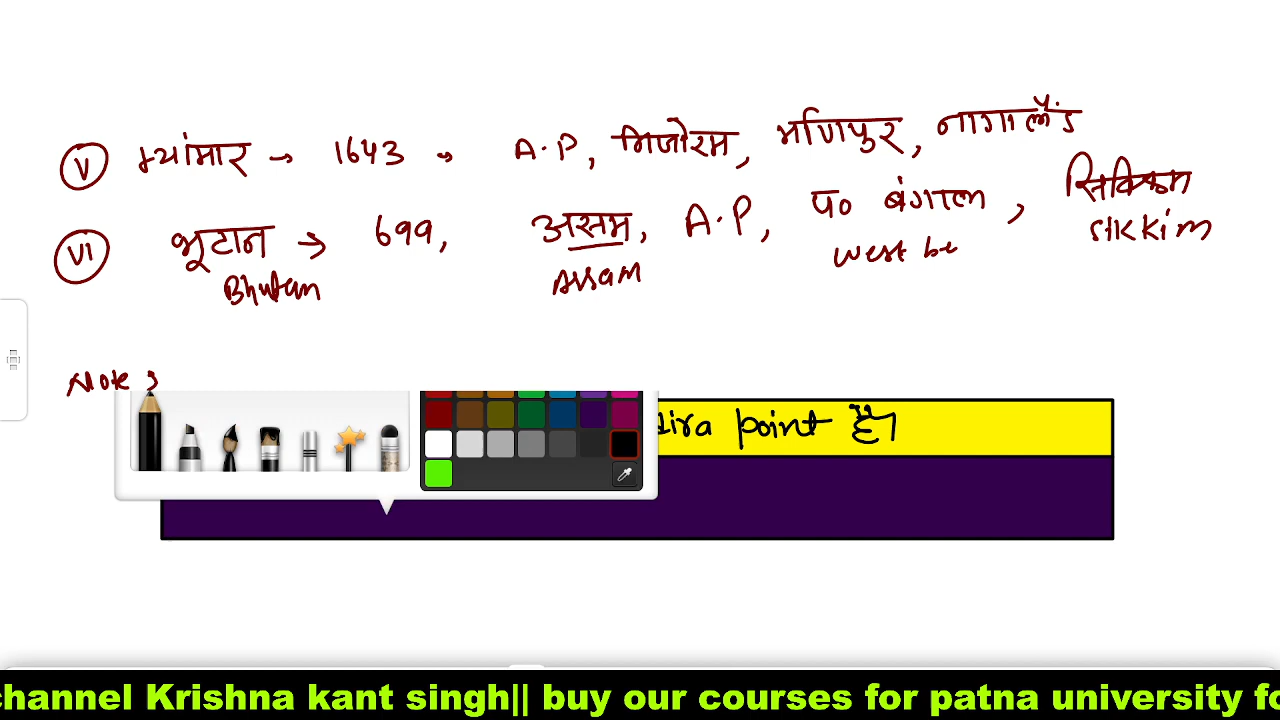 (V) म्यांमार → 1643 → A.P, मिजोरम, मणिपुर, नागालैंड
(VI) भूटान → 699, असम, A.P, प० बंगाल, सिक्किम
Bhutan Assam west be sikkim
Note →
dira point है।
channel Krishna kant singh|| buy our courses for patna university fo